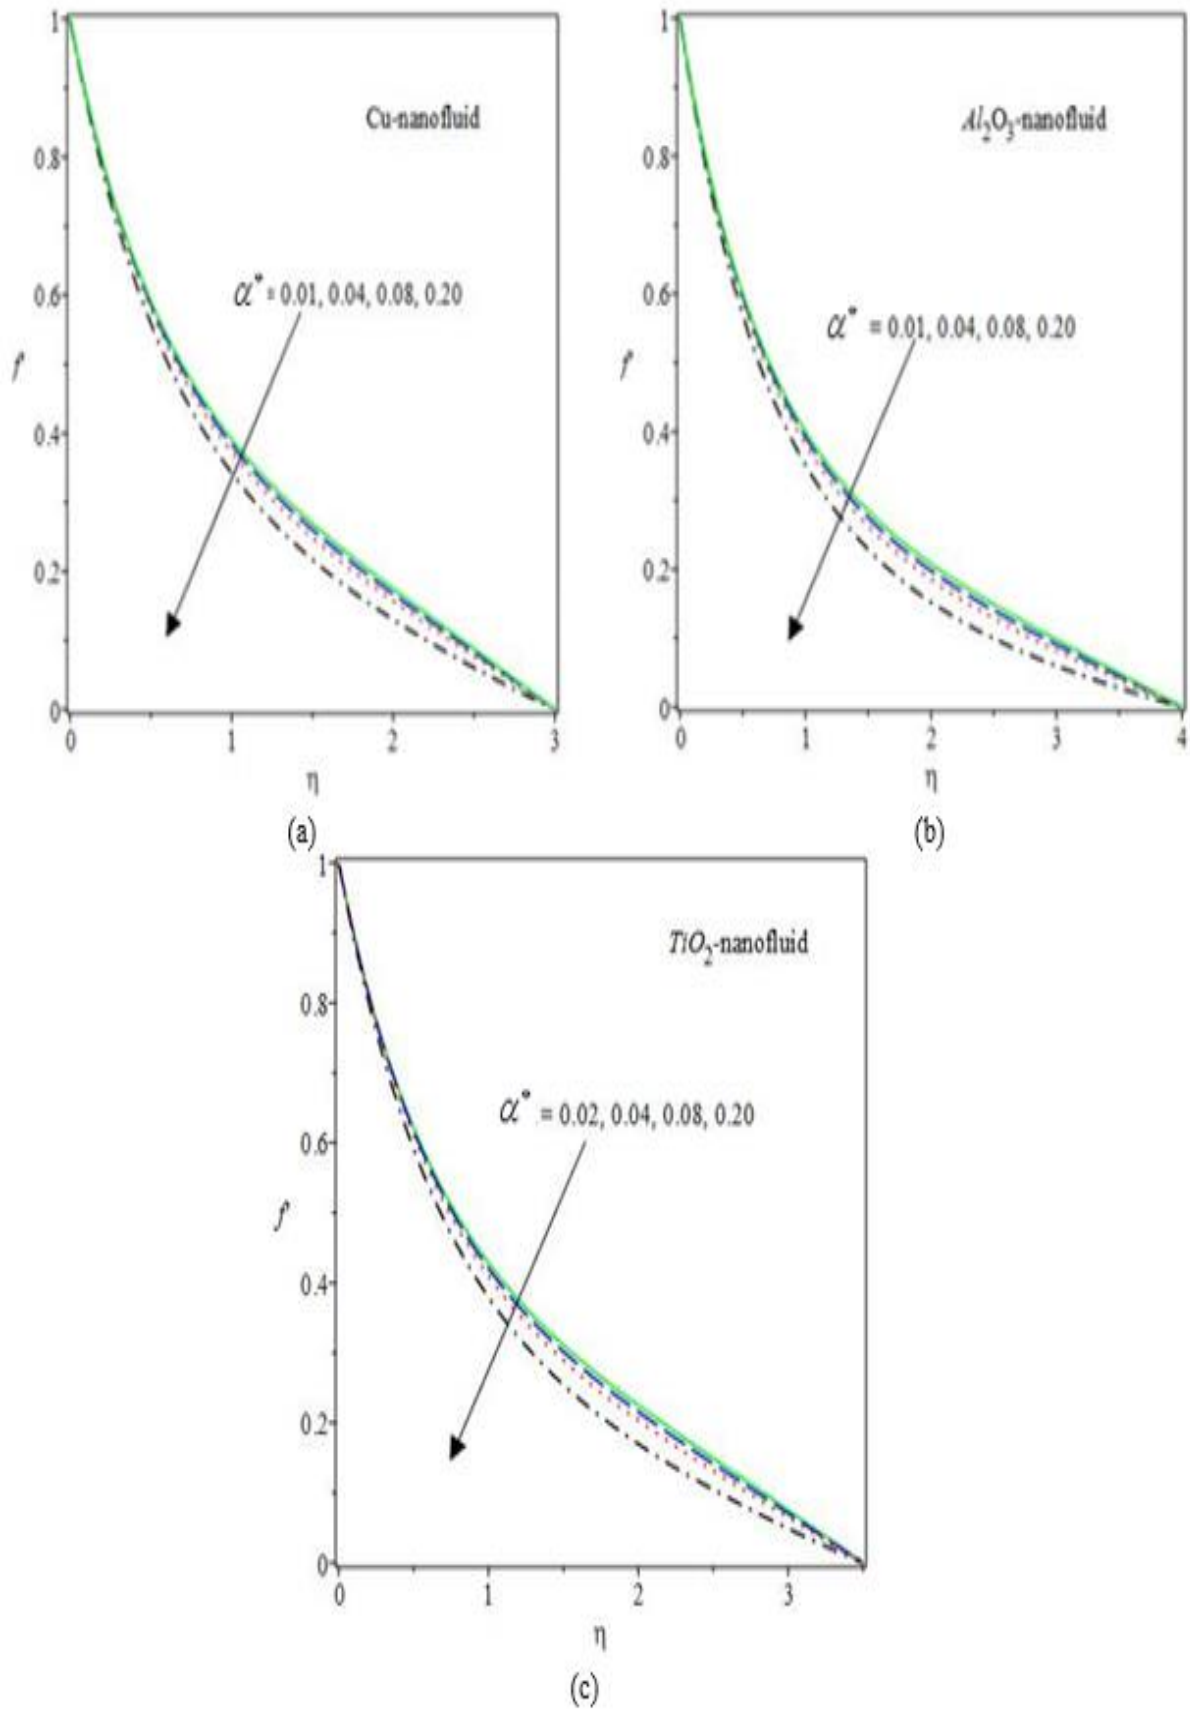 Cu-nanofluid
α* = 0.01, 0.04, 0.08, 0.20
f'
1
0.8
0.6
0.4
0.2
0
0 1 2 3
η
(a)
Al₂O₃-nanofluid
α* = 0.01, 0.04, 0.08, 0.20
f'
1
0.8
0.6
0.4
0.2
0
0 1 2 3 4
η
(b)
TiO₂-nanofluid
α* = 0.02, 0.04, 0.08, 0.20
f'
1
0.8
0.6
0.4
0.2
0
0 1 2 3
η
(c)